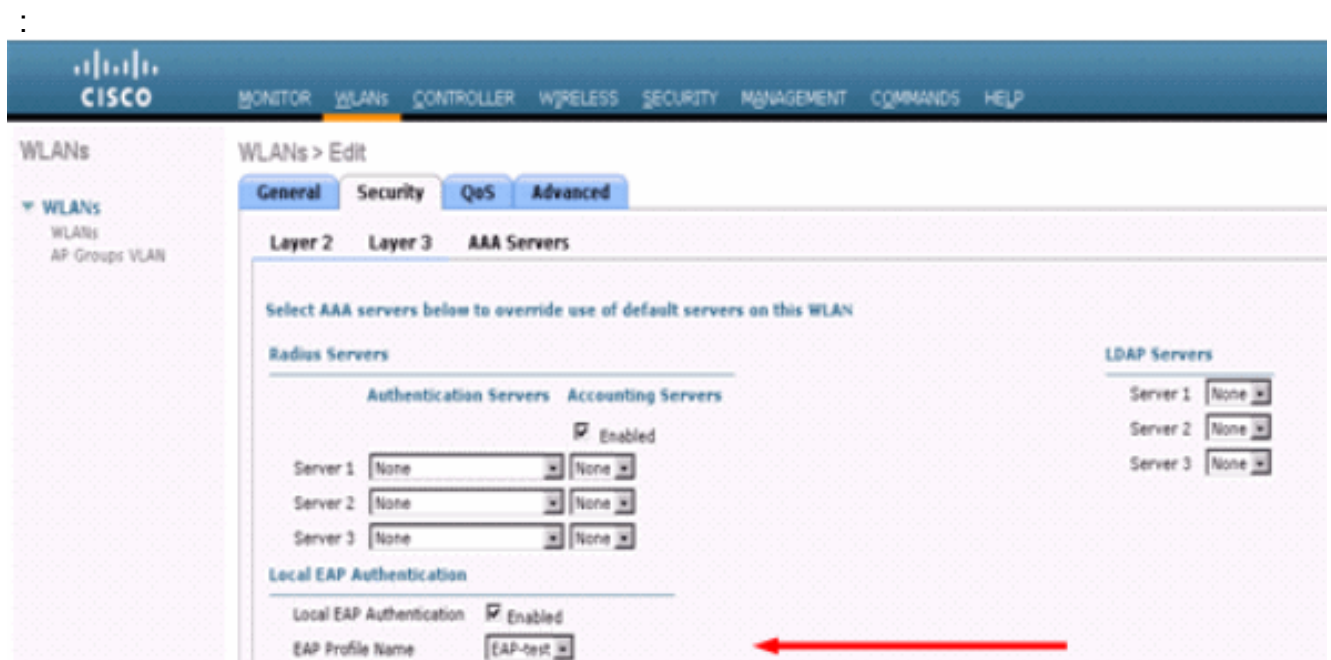 :
CISCO
MONITOR WLANs CONTROLLER WIRELESS SECURITY MANAGEMENT COMMANDS HELP
WLANs
WLANs > Edit
General Security QoS Advanced
WLANs
WLANs
AP Groups VLAN
Layer 2 Layer 3 AAA Servers
Select AAA servers below to override use of default servers on this WLAN
Radius Servers
Authentication Servers Accounting Servers
Enabled
Server 1 None None
Server 2 None None
Server 3 None None
LDAP Servers
Server 1 None
Server 2 None
Server 3 None
Local EAP Authentication
Local EAP Authentication Enabled
EAP Profile Name EAP-test